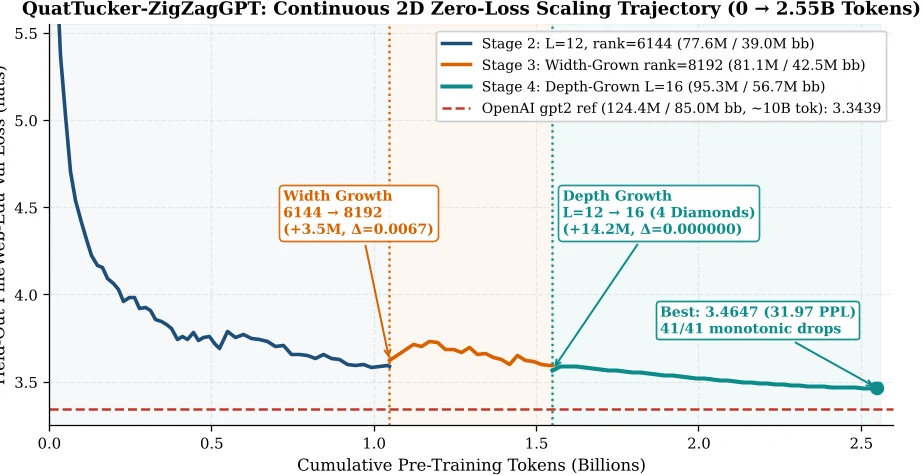 QuatTucker-ZigZagGPT: Continuous 2D Zero-Loss Scaling Trajectory (0 → 2.55B Tokens)
Stage 2: L=12, rank=6144 (77.6M / 39.0M bb)
Stage 3: Width-Grown rank=8192 (81.1M / 42.5M bb)
Stage 4: Depth-Grown L=16 (95.3M / 56.7M bb)
OpenAI gpt2 ref (124.4M / 85.0M bb, ~10B tok): 3.3439
5.5
5.0
4.5
4.0
3.5
Width Growth
6144 → 8192
(+3.5M, Δ=0.0067)
Depth Growth
L=12 → 16 (4 Diamonds)
(+14.2M, Δ=0.000000)
Best: 3.4647 (31.97 PPL)
41/41 monotonic drops
0.0
0.5
1.0
1.5
2.0
2.5
Cumulative Pre-Training Tokens (Billions)